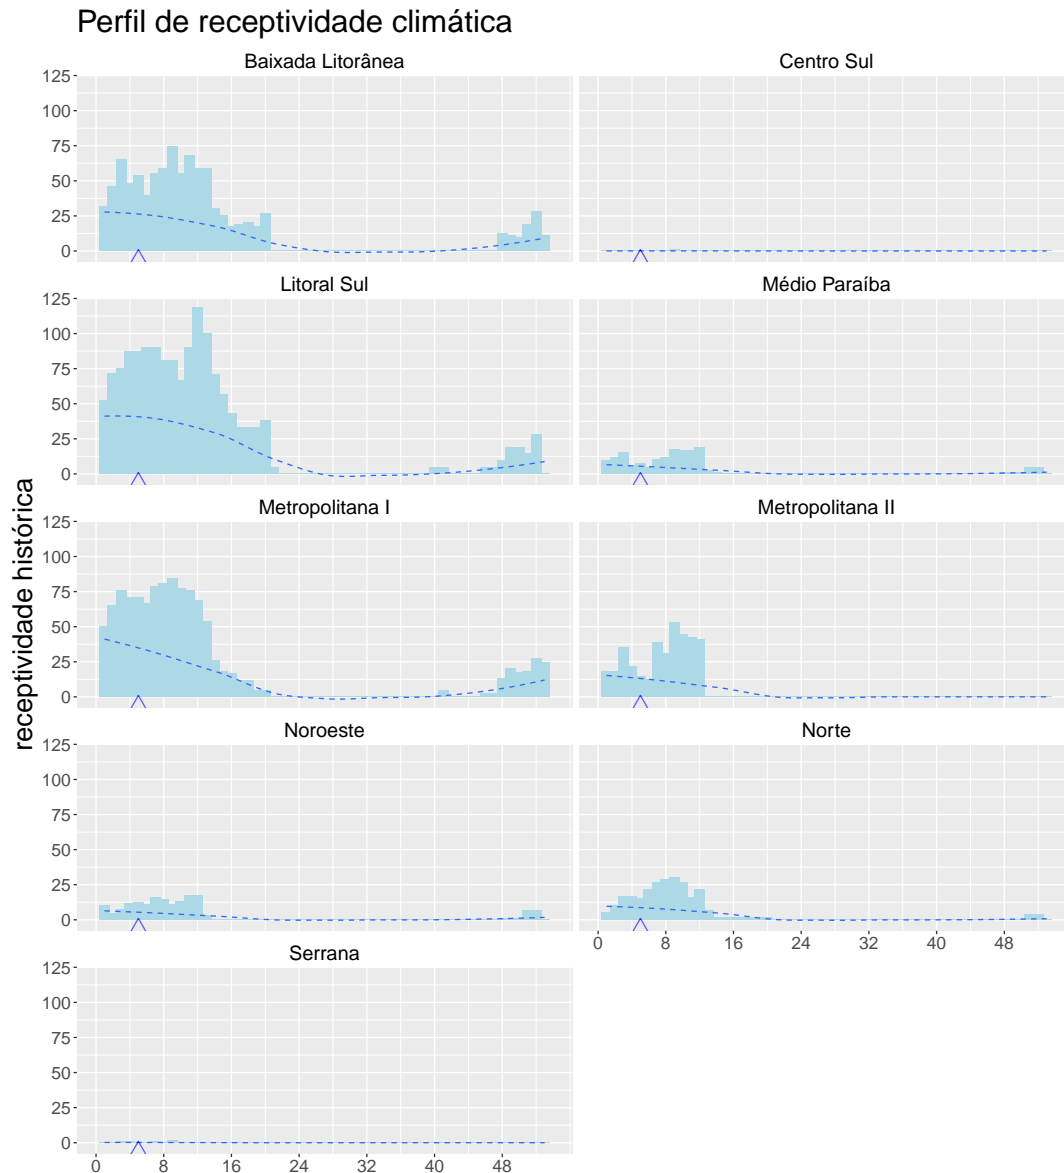 Perfil de receptividade climática
Baixada Litorânea
Centro Sul
125
100
75
50
25
0
Litoral Sul
Médio Paraíba
125
100
75
50
25
0
Metropolitana I
Metropolitana II
125
100
75
50
25
0
receptividade histórica
Noroeste
Norte
125
100
75
50
25
0
0 8 16 24 32 40 48
Serrana
125
100
75
50
25
0
0 8 16 24 32 40 48